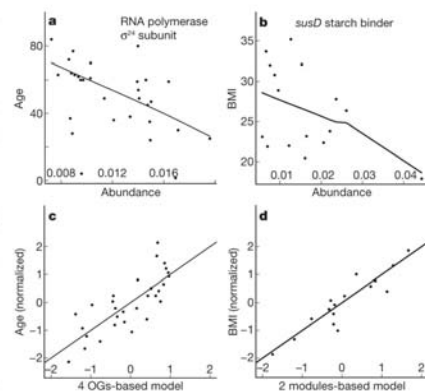 a
RNA polymerase
σ²⁴ subunit
80
60
40
0
Age
0.008
0.012
0.016
Abundance
b
susD starch binder
35
30
25
20
BMI
0.01
0.02
0.03
0.04
Abundance
c
2
1
0
−1
−2
Age (normalized)
−2
−1
0
1
2
4 OGs-based model
d
2
1
0
−1
−2
BMI (normalized)
−2
−1
0
1
2
2 modules-based model